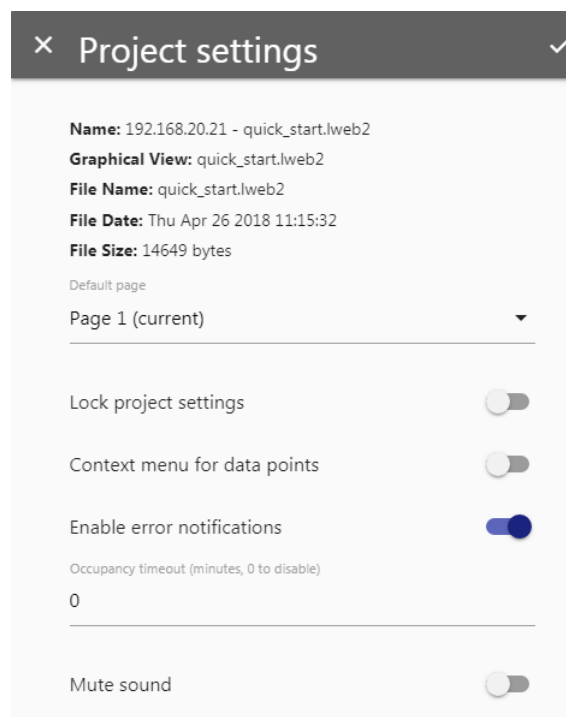 Project settings
Name: 192.168.20.21 - quick_start.lweb2
Graphical View: quick_start.lweb2
File Name: quick_start.lweb2
File Date: Thu Apr 26 2018 11:15:32
File Size: 14649 bytes
Default page
Page 1 (current)
Lock project settings
Context menu for data points
Enable error notifications
Occupancy timeout (minutes, 0 to disable)
0
Mute sound